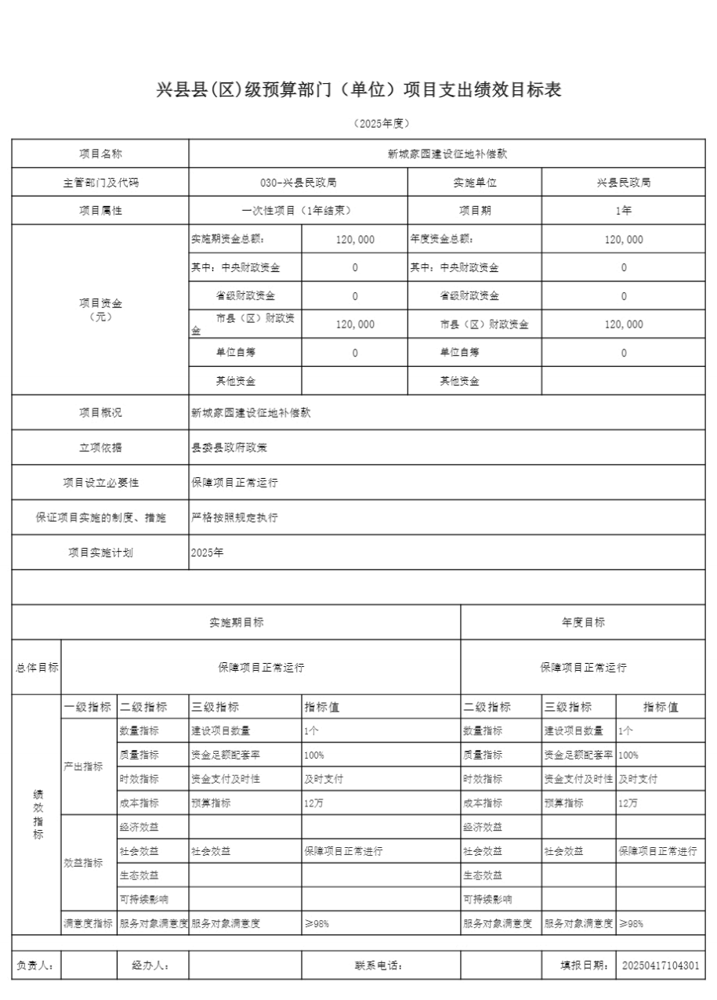 兴县县(区)级预算部门（单位）项目支出绩效目标表
（2025年度）
项目名称 新城家园建设征地补偿款
主管部门及代码 030-兴县民政局 实施单位 兴县民政局
项目属性 一次性项目（1年结束） 项目期 1年
项目资金
（元）
实施期资金总额： 120,000 年度资金总额： 120,000
其中：中央财政资金 0 其中：中央财政资金 0
省级财政资金 0 省级财政资金 0
市县（区）财政资
金 120,000 市县（区）财政资金 120,000
单位自筹 0 单位自筹 0
其他资金 其他资金
项目概况 新城家园建设征地补偿款
立项依据 县委县政府政策
项目设立必要性 保障项目正常运行
保证项目实施的制度、措施 严格按照规定执行
项目实施计划 2025年
实施期目标 年度目标
总体目标 保障项目正常运行 保障项目正常运行
绩
效
指
标
一级指标 二级指标 三级指标 指标值 二级指标 三级指标 指标值
产出指标
数量指标 建设项目数量 1个 数量指标 建设项目数量 1个
质量指标 资金足额配套率 100% 质量指标 资金足额配套率 100%
时效指标 资金支付及时性 及时支付 时效指标 资金支付及时性 及时支付
成本指标 预算指标 12万 成本指标 预算指标 12万
效益指标
经济效益 经济效益
社会效益 社会效益 保障项目正常进行 社会效益 社会效益 保障项目正常进行
生态效益 生态效益
可持续影响 可持续影响
满意度指标 服务对象满意度 服务对象满意度 ≥98% 服务对象满意度 服务对象满意度 ≥98%
负责人： 经办人： 联系电话： 填报日期： 20250417104301